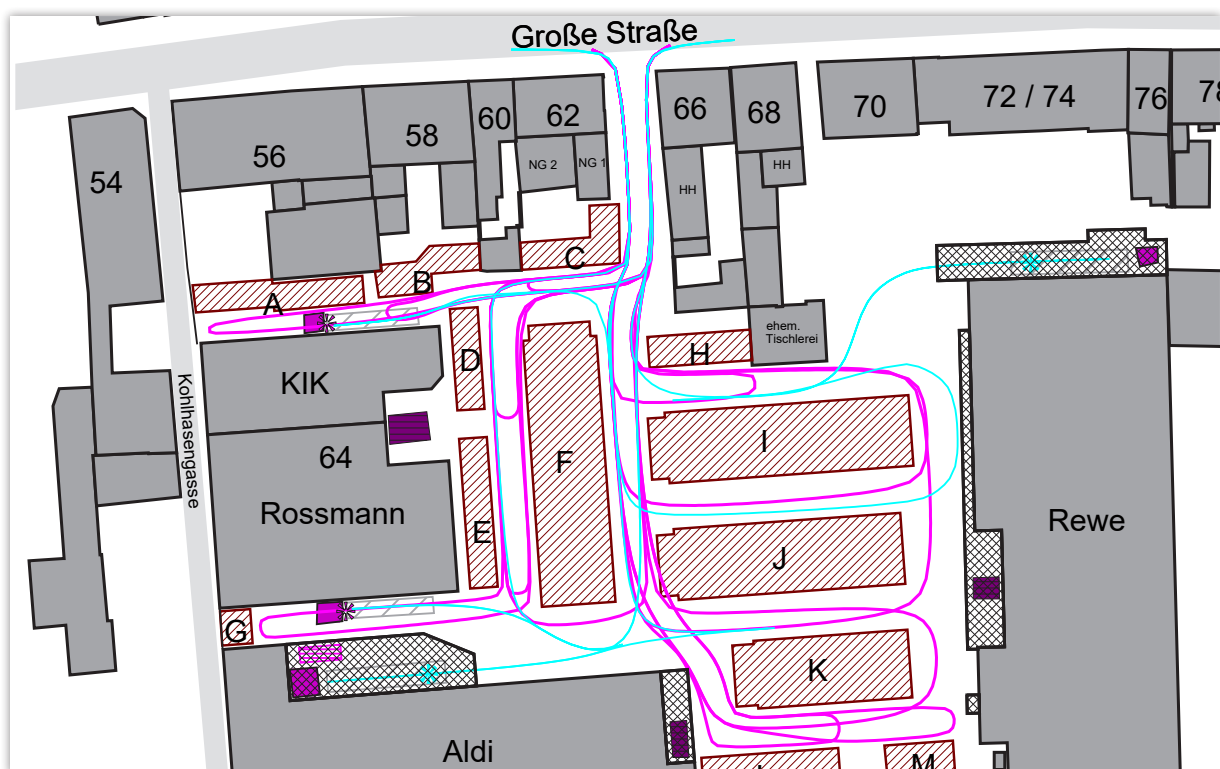 Große Straße
54
56
58
60
62
66
68
70
72 / 74
76
78
NG 2
NG 1
HH
HH
A
B
C
D
H
ehem.
Tischlerei
KIK
Kohlhasengasse
64
Rossmann
F
I
E
J
Rewe
G
K
Aldi
M